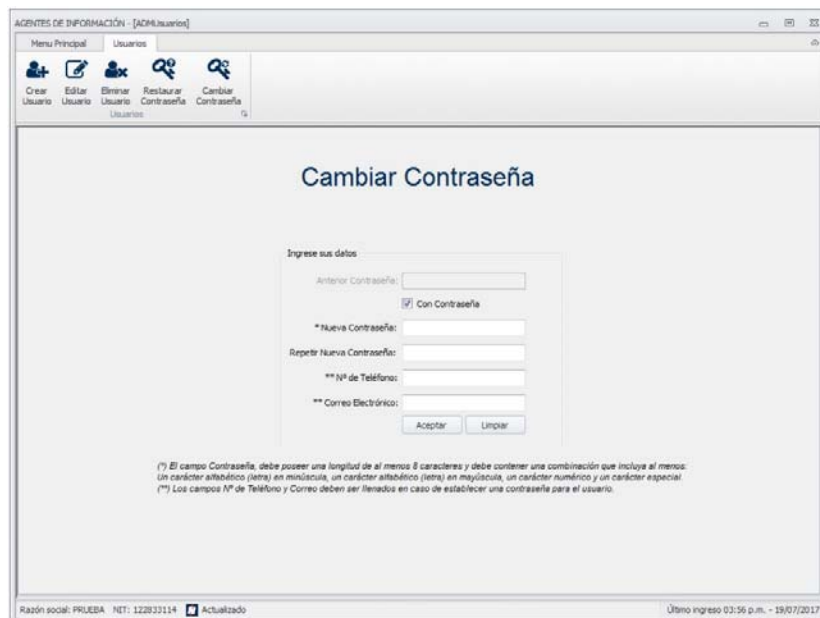 AGENTES DE INFORMACIÓN - [ADMUsuarios]
Menu Principal Usuarios
Crear Usuario Editar Usuario Eliminar Usuario Restaurar Contraseña Cambiar Contraseña
Usuarios
Cambiar Contraseña
Ingrese sus datos
Anterior Contraseña:
Con Contraseña
* Nueva Contraseña:
Repetir Nueva Contraseña:
** Nº de Teléfono:
** Correo Electrónico:
Aceptar Limpiar
(*) El campo Contraseña, debe poseer una longitud de al menos 8 caracteres y debe contener una combinación que incluya al menos:
Un carácter alfabético (letra) en minúscula, un carácter alfabético (letra) en mayúscula, un carácter numérico y un carácter especial.
(**) Los campos Nº de Teléfono y Correo deben ser llenados en caso de establecer una contraseña para el usuario.
Razón social: PRUEBA NIT: 122833114 Actualizado Último ingreso 03:56 p.m. - 19/07/2017